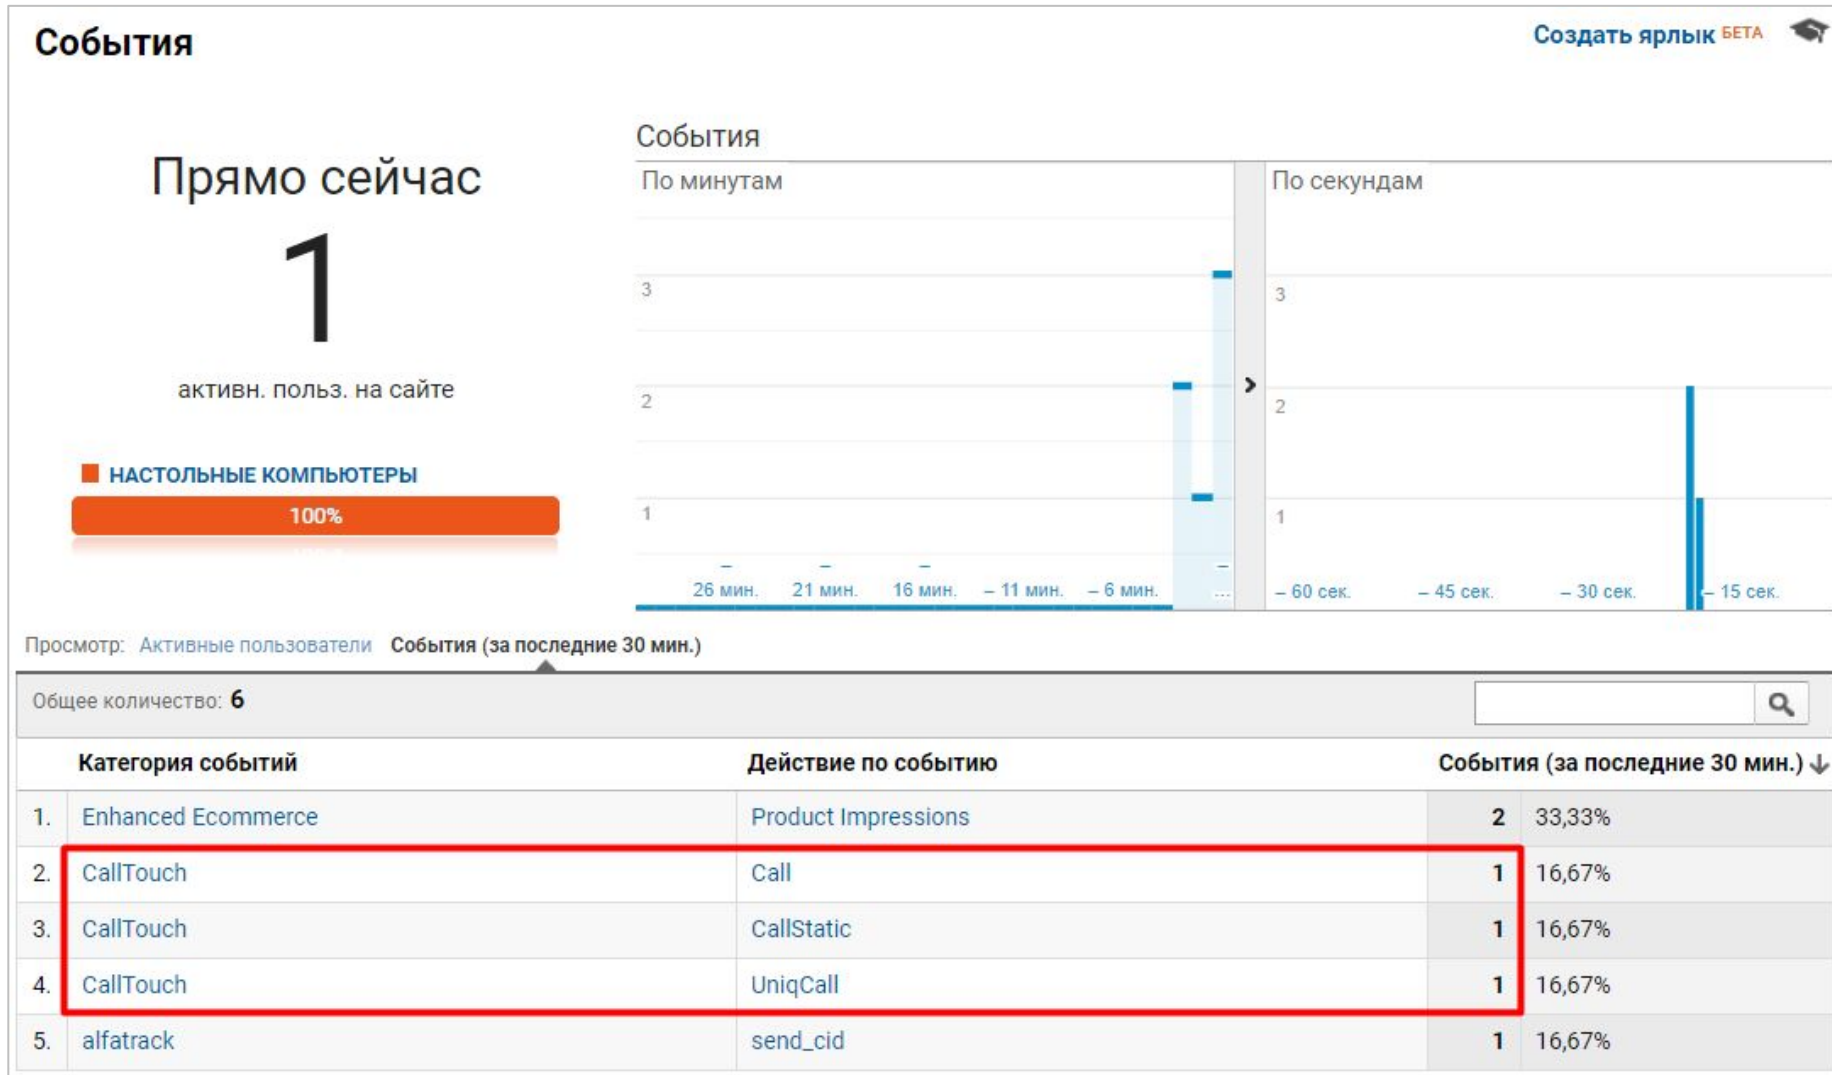 События
Создать ярлык БЕТА
Прямо сейчас
1
активн. польз. на сайте
НАСТОЛЬНЫЕ КОМПЬЮТЕРЫ
100%
События
По минутам
3
2
1
– 26 мин. – 21 мин. – 16 мин. – 11 мин. – 6 мин. – ...
По секундам
3
2
1
– 60 сек. – 45 сек. – 30 сек. – 15 сек.
Просмотр: Активные пользователи События (за последние 30 мин.)
Общее количество: 6
Категория событий Действие по событию События (за последние 30 мин.)
1. Enhanced Ecommerce Product Impressions 2 33,33%
2. CallTouch Call 1 16,67%
3. CallTouch CallStatic 1 16,67%
4. CallTouch UniqCall 1 16,67%
5. alfatrack send_cid 1 16,67%